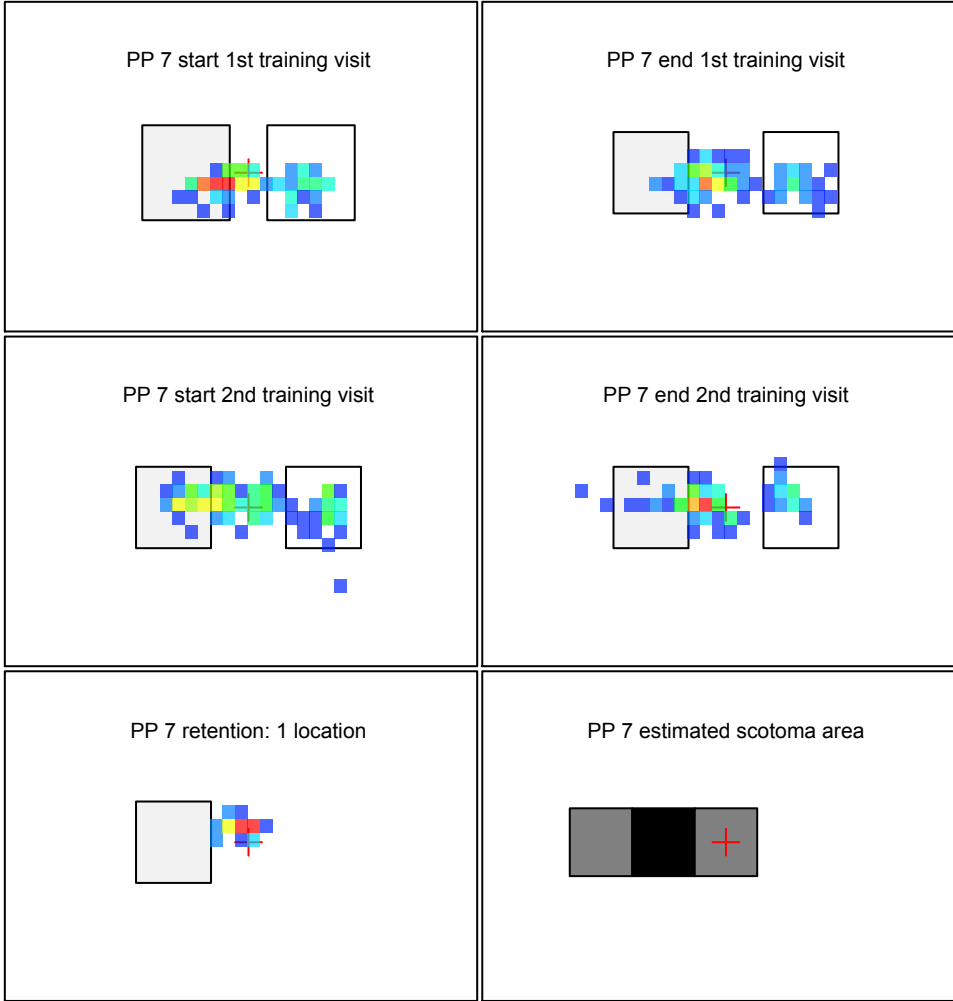 PP 7 start 1st training visit
PP 7 end 1st training visit
PP 7 start 2nd training visit
PP 7 end 2nd training visit
PP 7 retention: 1 location
PP 7 estimated scotoma area